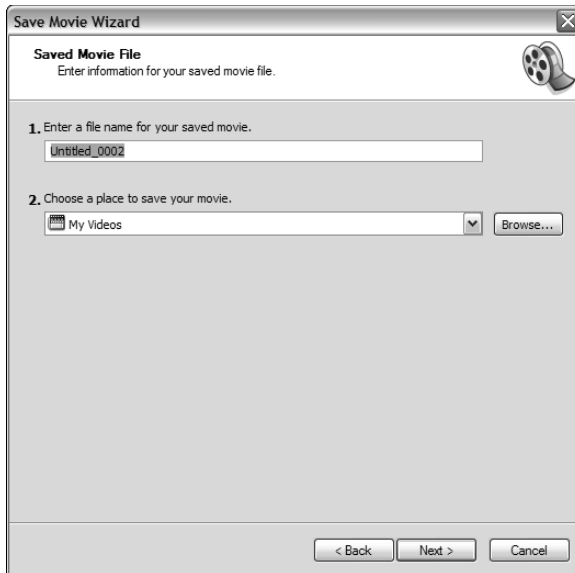 Save Movie Wizard
Saved Movie File
Enter information for your saved movie file.
1. Enter a file name for your saved movie.
Untitled_0002
2. Choose a place to save your movie.
My Videos
Browse...
< Back Next > Cancel